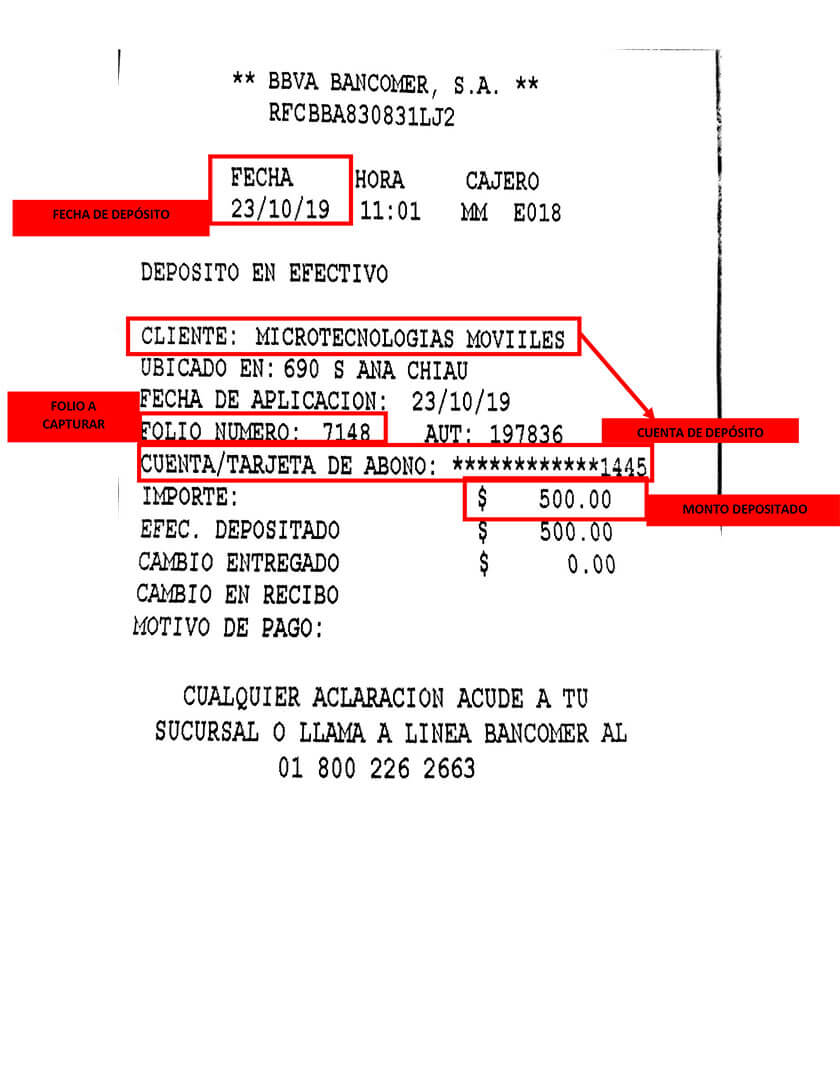 ** BBVA BANCOMER, S.A. **
RFCBBA830831LJ2
FECHA HORA CAJERO
FECHA DE DEPÓSITO
23/10/19 11:01 MM E018
DEPOSITO EN EFECTIVO
CLIENTE: MICROTECNOLOGIAS MOVIILES
UBICADO EN: 690 S ANA CHIAU
FECHA DE APLICACION: 23/10/19
FOLIO A
CAPTURAR
FOLIO NUMERO: 7148 AUT: 197836
CUENTA DE DEPÓSITO
CUENTA/TARJETA DE ABONO: ************1445
IMPORTE: $ 500.00
MONTO DEPOSITADO
EFEC. DEPOSITADO $ 500.00
CAMBIO ENTREGADO $ 0.00
CAMBIO EN RECIBO
MOTIVO DE PAGO:
CUALQUIER ACLARACION ACUDE A TU
SUCURSAL O LLAMA A LINEA BANCOMER AL
01 800 226 2663